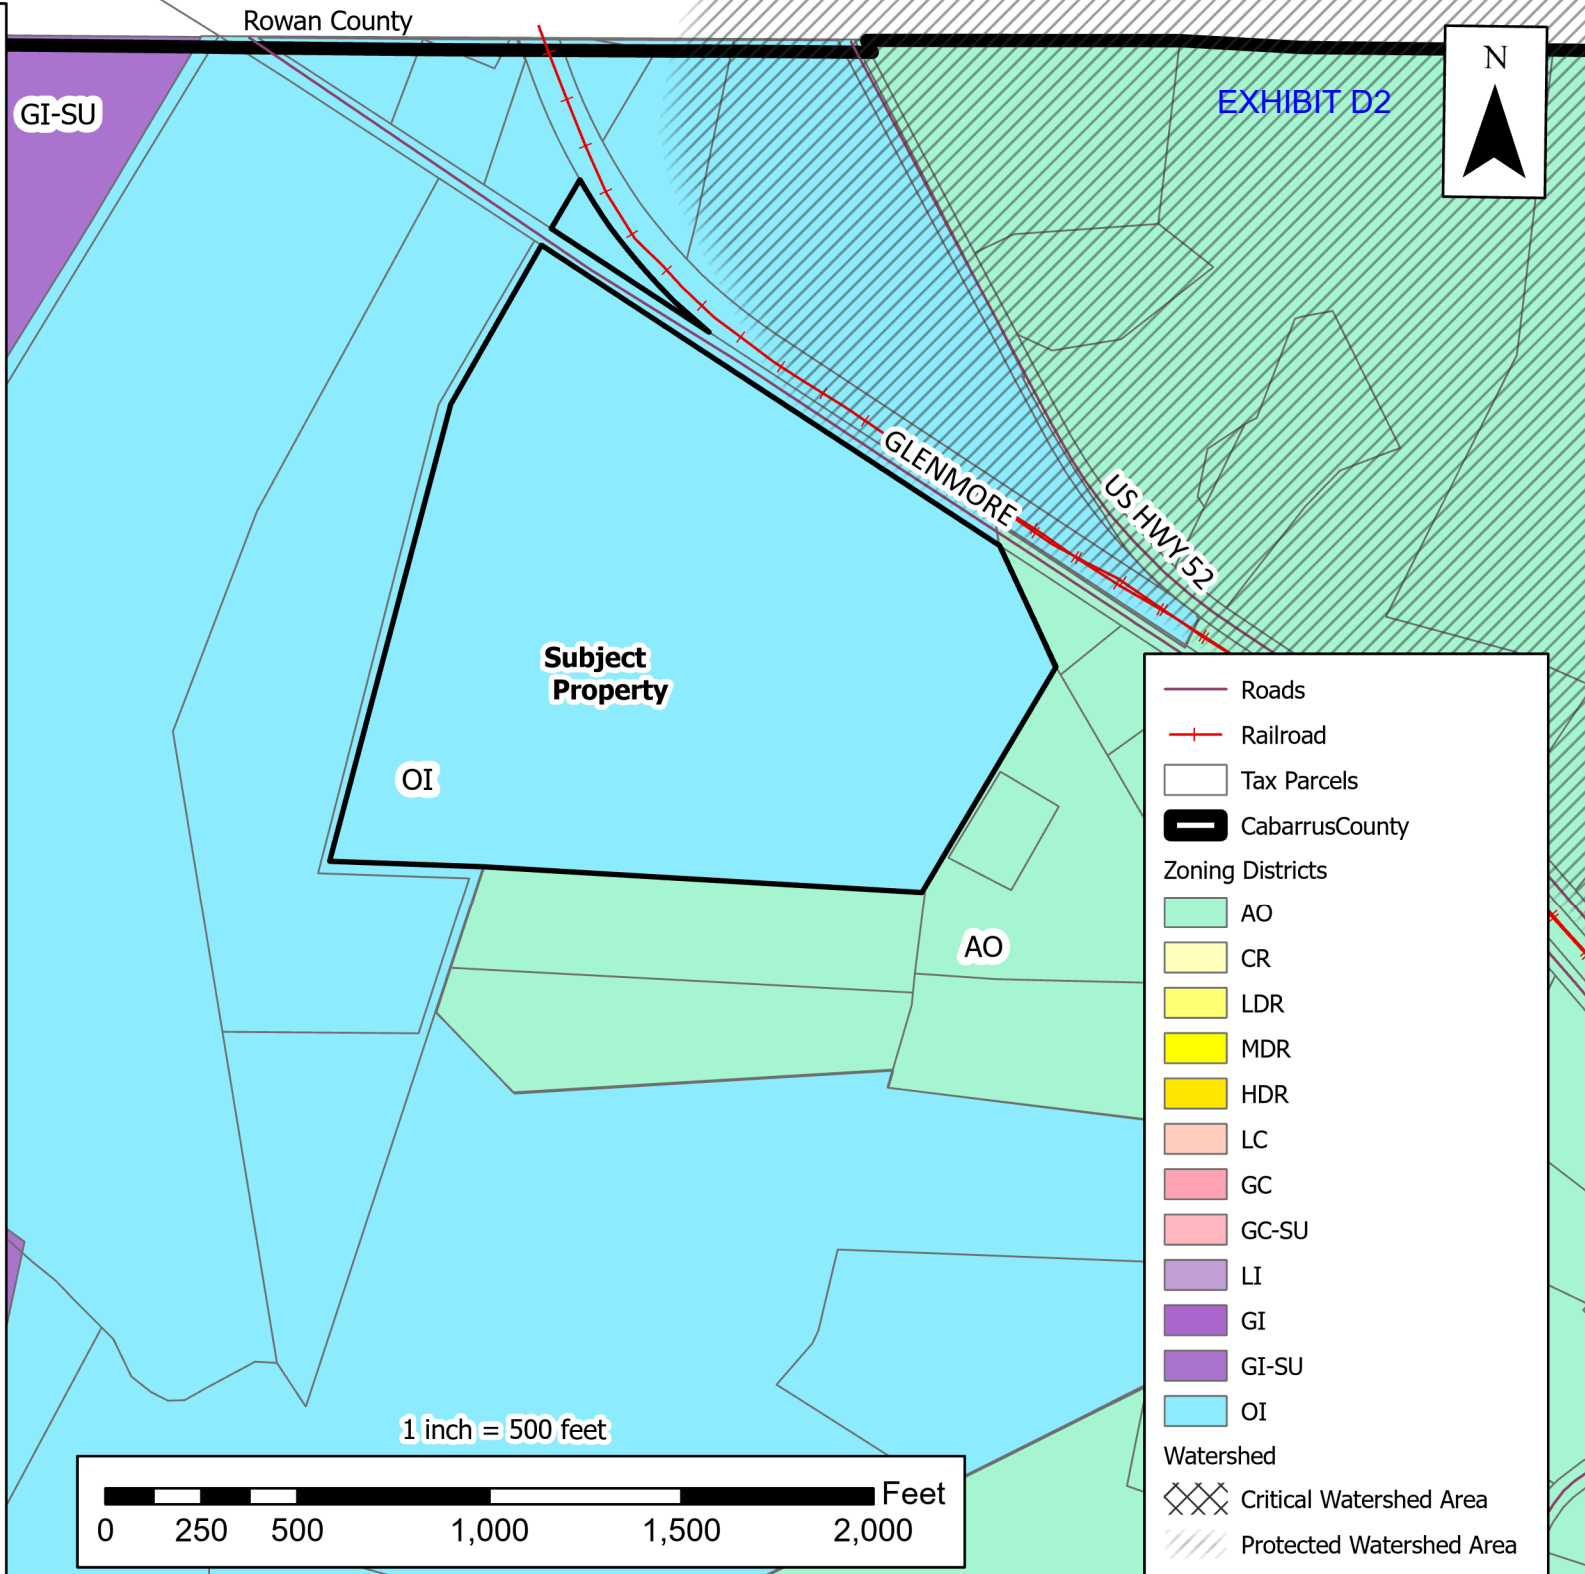 Rowan County
N
EXHIBIT D2
GI-SU
GLENMORE
US HWY 52
Subject
Property
OI
AO
Roads
Railroad
Tax Parcels
CabarrusCounty
Zoning Districts
AO
CR
LDR
MDR
HDR
LC
GC
GC-SU
LI
GI
GI-SU
OI
Watershed
Critical Watershed Area
Protected Watershed Area
1 inch = 500 feet
Feet
0 250 500 1,000 1,500 2,000